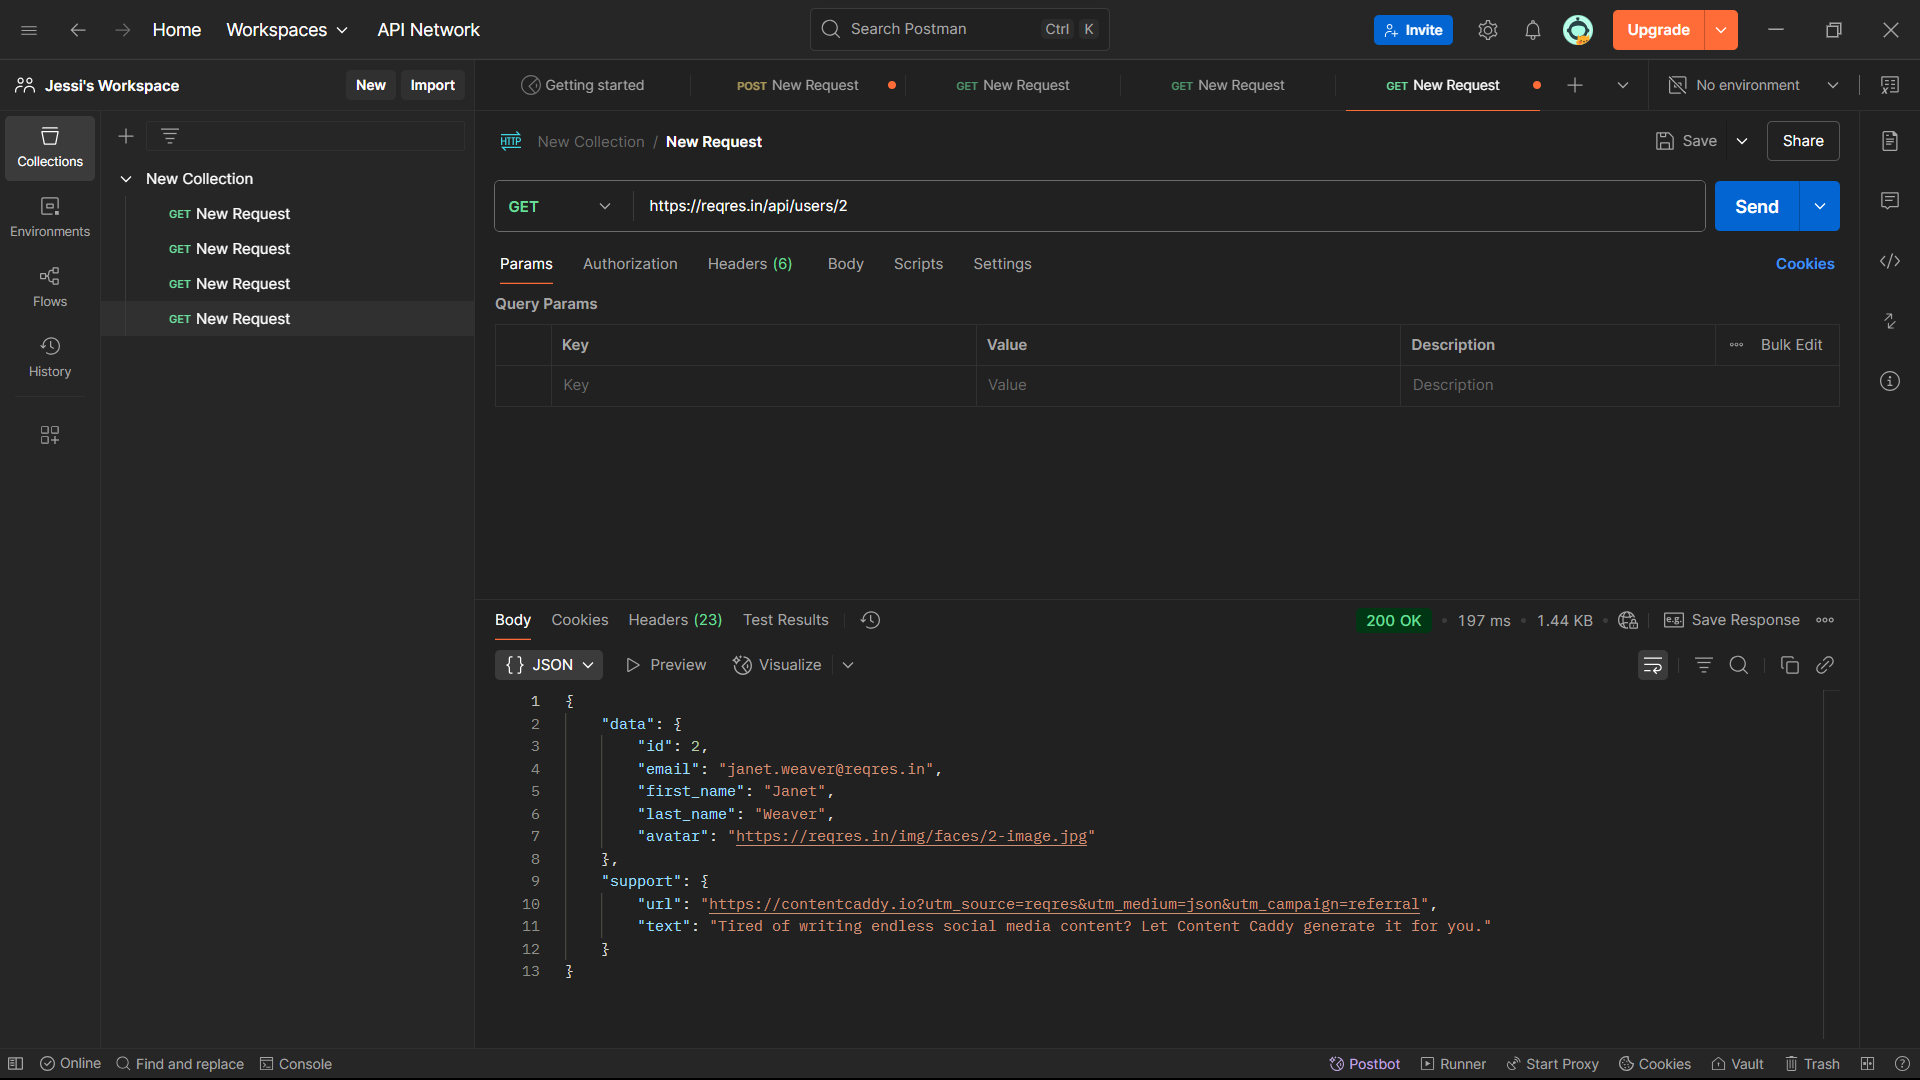 Home Workspaces API Network Search Postman Ctrl K Invite Upgrade
Jessi's Workspace New Import
Getting started POST New Request GET New Request GET New Request GET New Request No environment
Collections
Environments
Flows
History
New Collection
GET New Request
GET New Request
GET New Request
GET New Request
HTTP New Collection / New Request Save Share
GET https://reqres.in/api/users/2 Send
Params Authorization Headers (6) Body Scripts Settings Cookies
Query Params
Key Value Description Bulk Edit
Key Value Description
Body Cookies Headers (23) Test Results 200 OK • 197 ms • 1.44 KB • e.g. Save Response
{} JSON Preview Visualize
1 {
2 "data": {
3 "id": 2,
4 "email": "janet.weaver@reqres.in",
5 "first_name": "Janet",
6 "last_name": "Weaver",
7 "avatar": "https://reqres.in/img/faces/2-image.jpg"
8 },
9 "support": {
10 "url": "https://contentcaddy.io?utm_source=reqres&utm_medium=json&utm_campaign=referral",
11 "text": "Tired of writing endless social media content? Let Content Caddy generate it for you."
12 }
13 }
Online Find and replace Console Postbot Runner Start Proxy Cookies Vault Trash